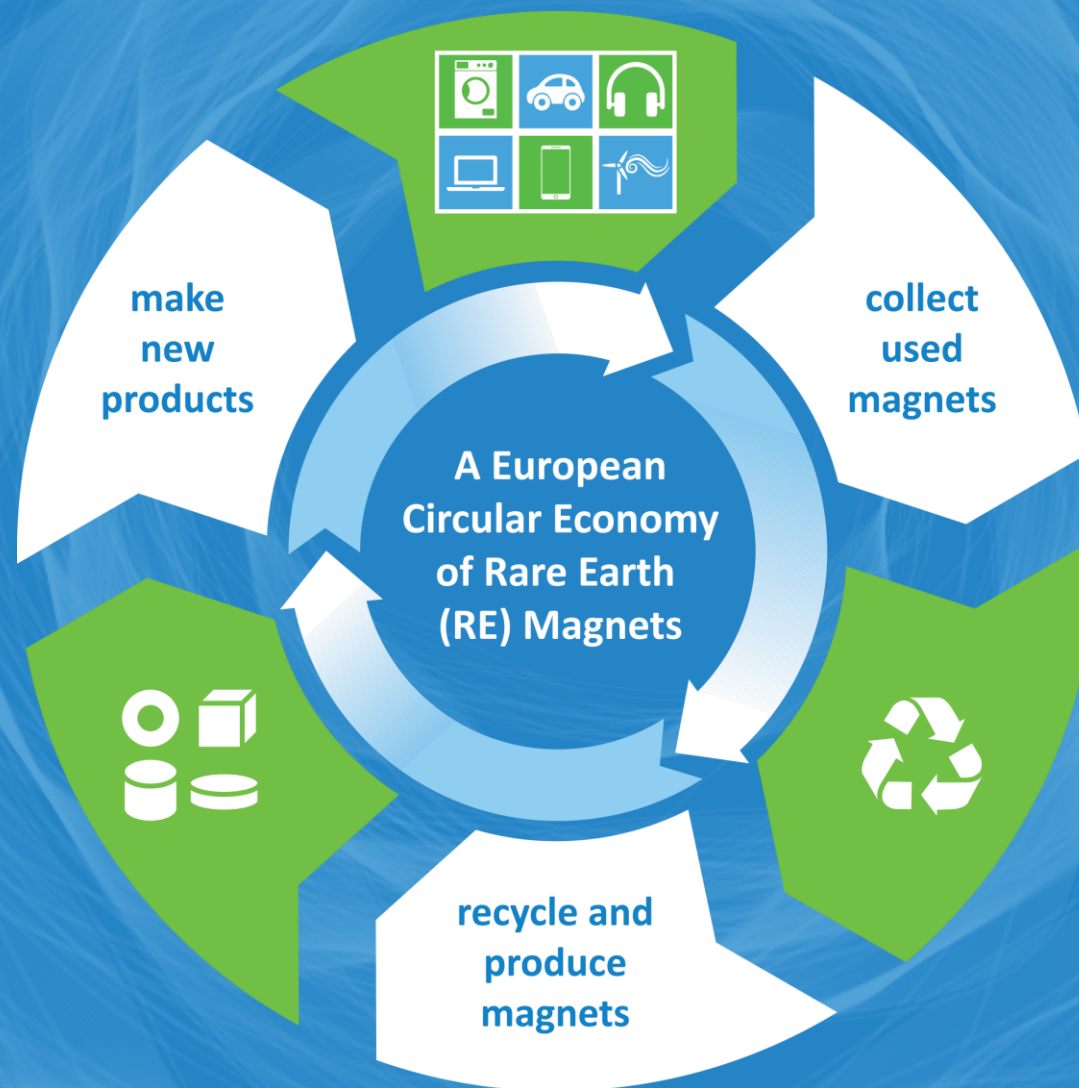 make
new
products
collect
used
magnets
A European
Circular Economy
of Rare Earth
(RE) Magnets
recycle and
produce
magnets